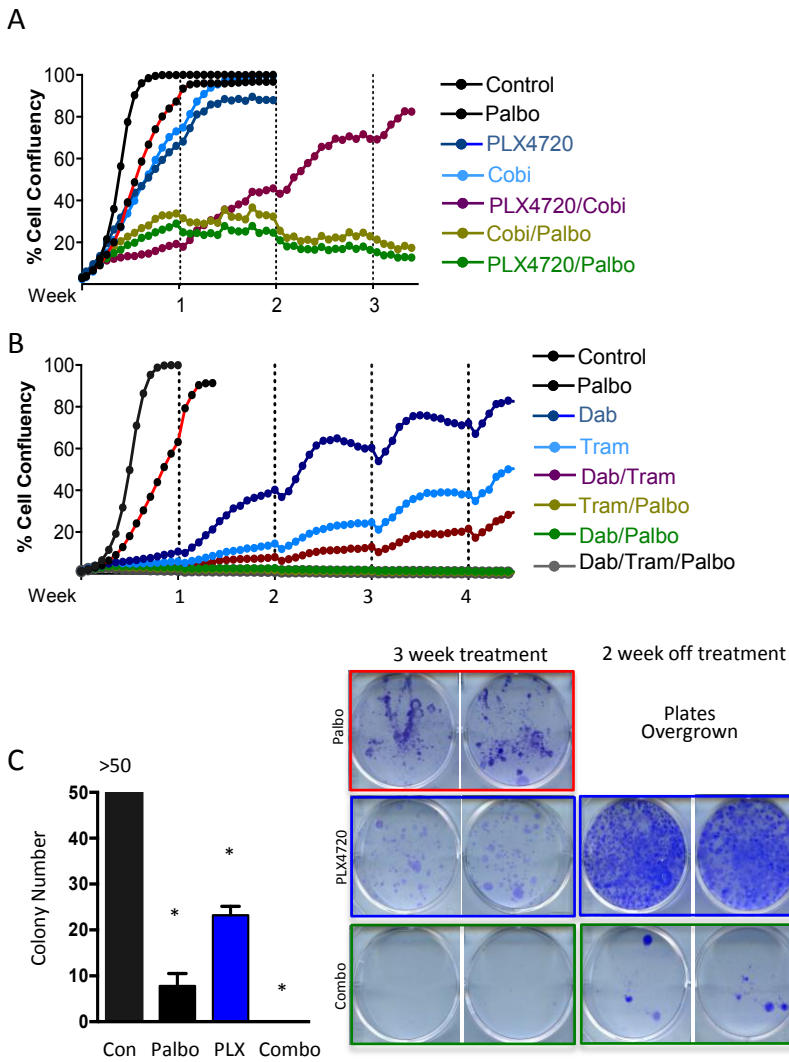 A
% Cell Confluency
100
80
60
40
20
Week
1
2
3
Control
Palbo
PLX4720
Cobi
PLX4720/Cobi
Cobi/Palbo
PLX4720/Palbo
B
% Cell Confluency
100
80
60
40
20
Week
1
2
3
4
Control
Palbo
Dab
Tram
Dab/Tram
Tram/Palbo
Dab/Palbo
Dab/Tram/Palbo
C
>50
Colony Number
50
40
30
20
10
0
*
*
*
Con Palbo PLX Combo
3 week treatment 2 week off treatment
Palbo
Plates
Overgrown
PLX4720
Combo